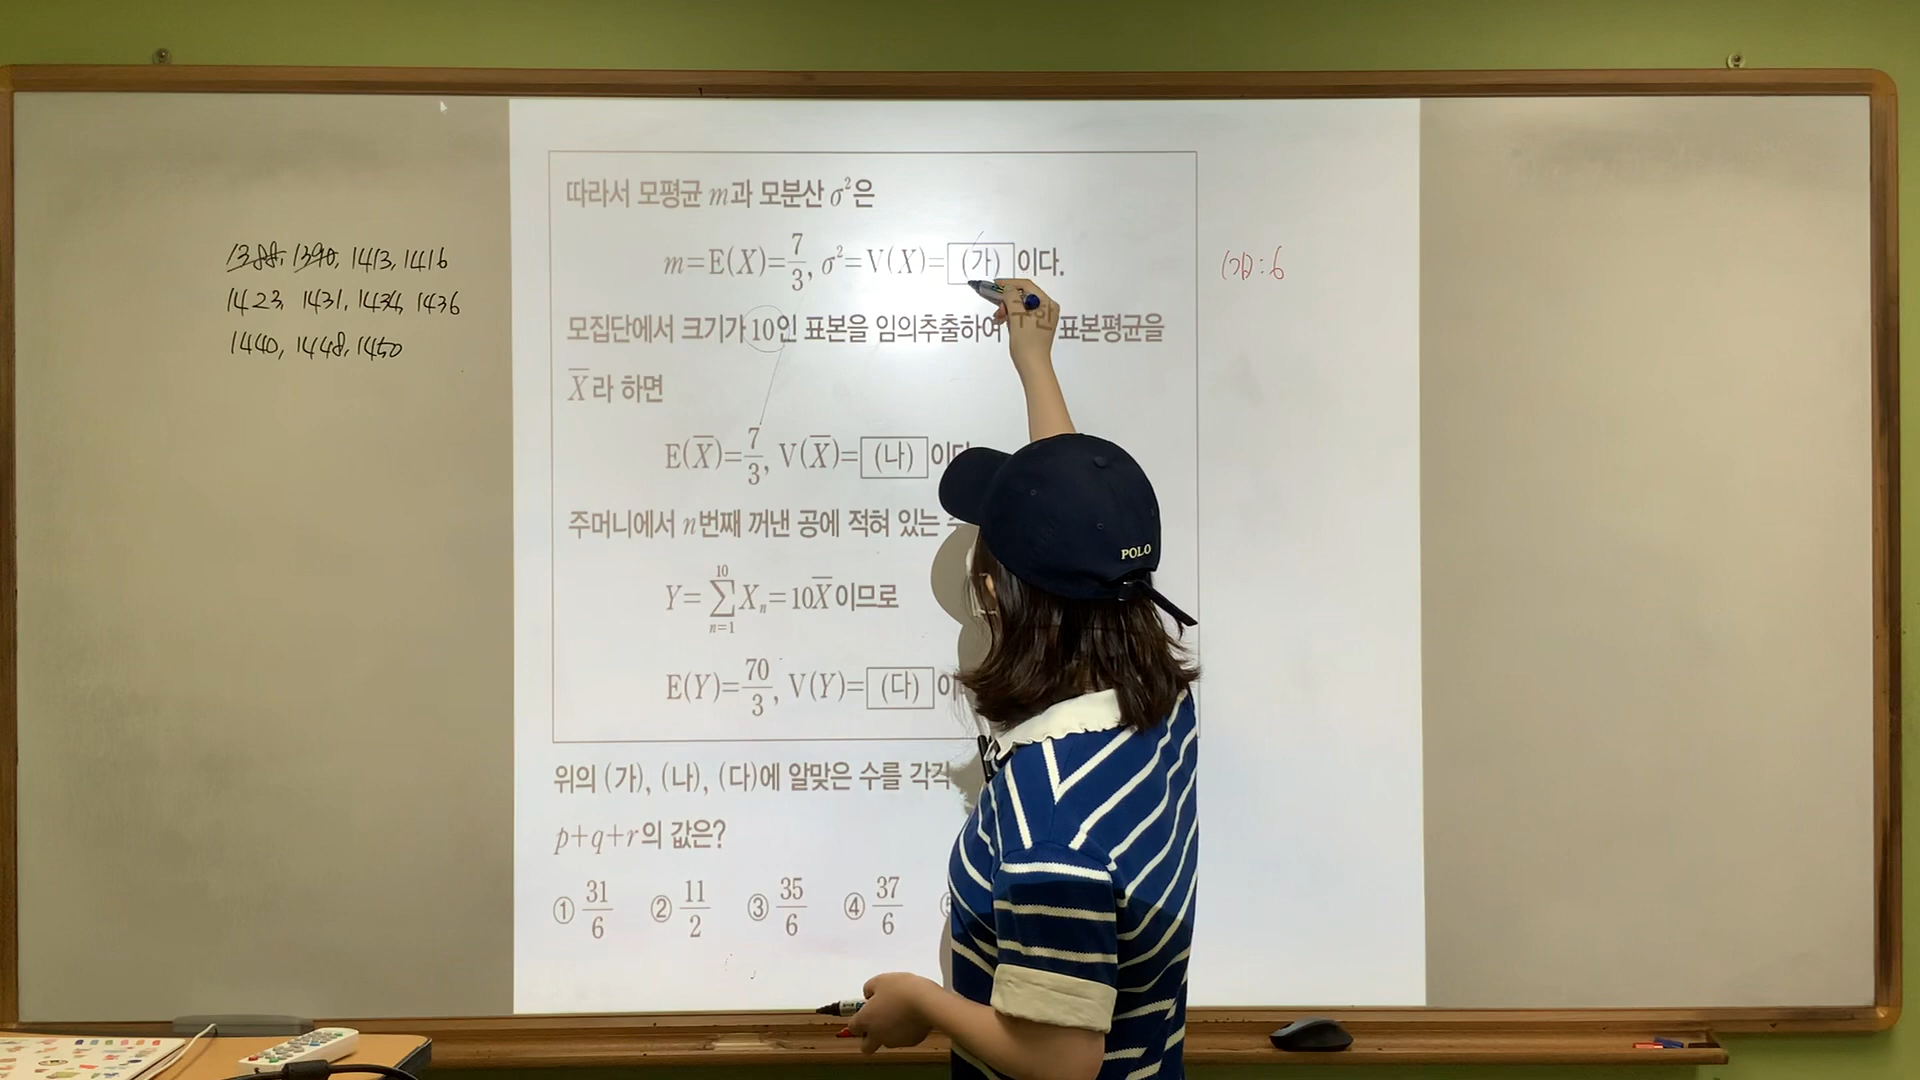 1388, 1390, 1413, 1416
1423, 1431, 1434, 1436
1440, 1448, 1450
따라서 모평균 m과 모분산 σ²은
m=E(X)=7/3, σ²=V(X)= (가) 이다.
모집단에서 크기가 10인 표본을 임의추출하여 구한 표본평균을
X̄라 하면
E(X̄)=7/3, V(X̄)= (나)
주머니에서 n번째 꺼낸 공에 적혀 있는
Y=∑_{n=1}^{10} Xₙ=10X̄이므로
E(Y)=70/3, V(Y)= (다)
위의 (가), (나), (다)에 알맞은 수를 각각
p+q+r의 값은?
① 31/6 ② 11/2 ③ 35/6 ④ 37/6
(가): 6
POLO